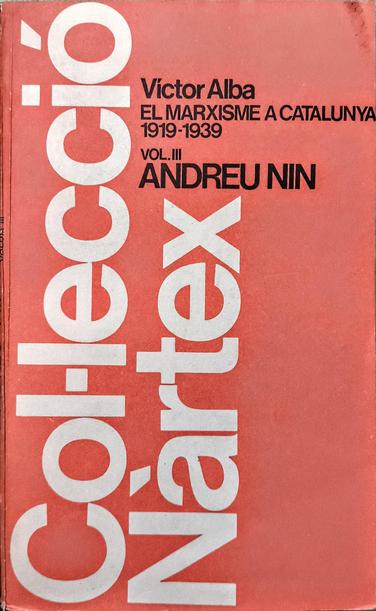 Víctor Alba
EL MARXISME A CATALUNYA
1919-1939
VOL. III
ANDREU NIN
Col·lecció
Nàrtex